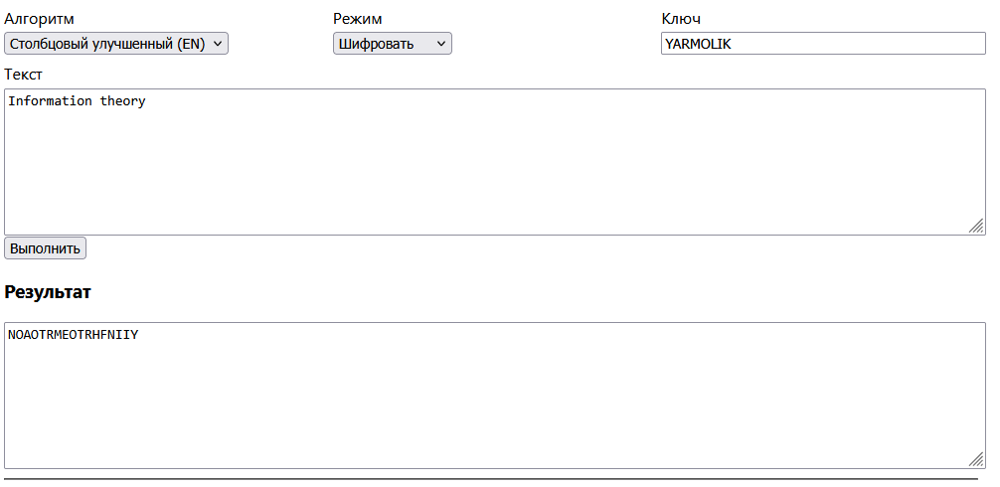 Алгоритм Режим Ключ
Столбцовый улучшенный (EN) Шифровать YARMOLIK
Текст
Information theory
Выполнить
Результат
NOAOTRMEOTRHFNIIY